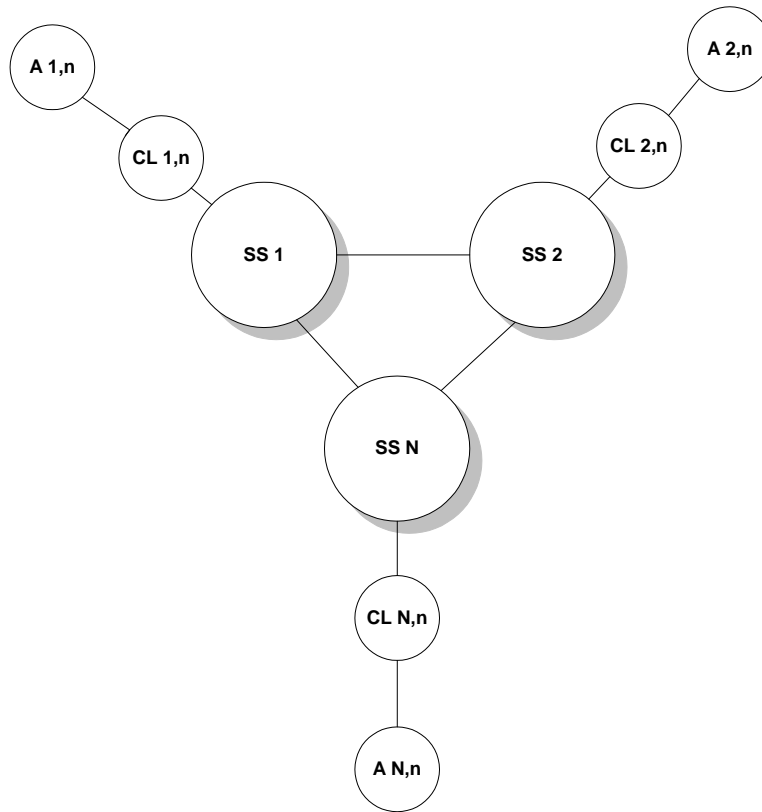 A 1,n
A 2,n
CL 1,n
CL 2,n
SS 1
SS 2
SS N
CL N,n
A N,n